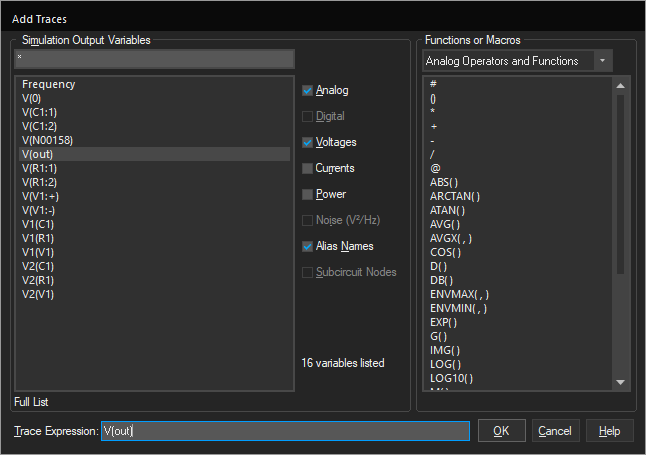 Add Traces
Simulation Output Variables
*
Frequency
V(0)
V(C1:1)
V(C1:2)
V(N00158)
V(out)
V(R1:1)
V(R1:2)
V(V1:+)
V(V1:-)
V1(C1)
V1(R1)
V1(V1)
V2(C1)
V2(R1)
V2(V1)
Full List
Analog
Digital
Voltages
Currents
Power
Noise (V²/Hz)
Alias Names
Subcircuit Nodes
16 variables listed
Functions or Macros
Analog Operators and Functions
#
()
*
+
-
/
@
ABS( )
ARCTAN( )
ATAN( )
AVG( )
AVGX( , )
COS( )
D( )
DB( )
ENVMAX( , )
ENVMIN( , )
EXP( )
G( )
IMG( )
LOG( )
LOG10( )
Trace Expression: V(out)
OK Cancel Help